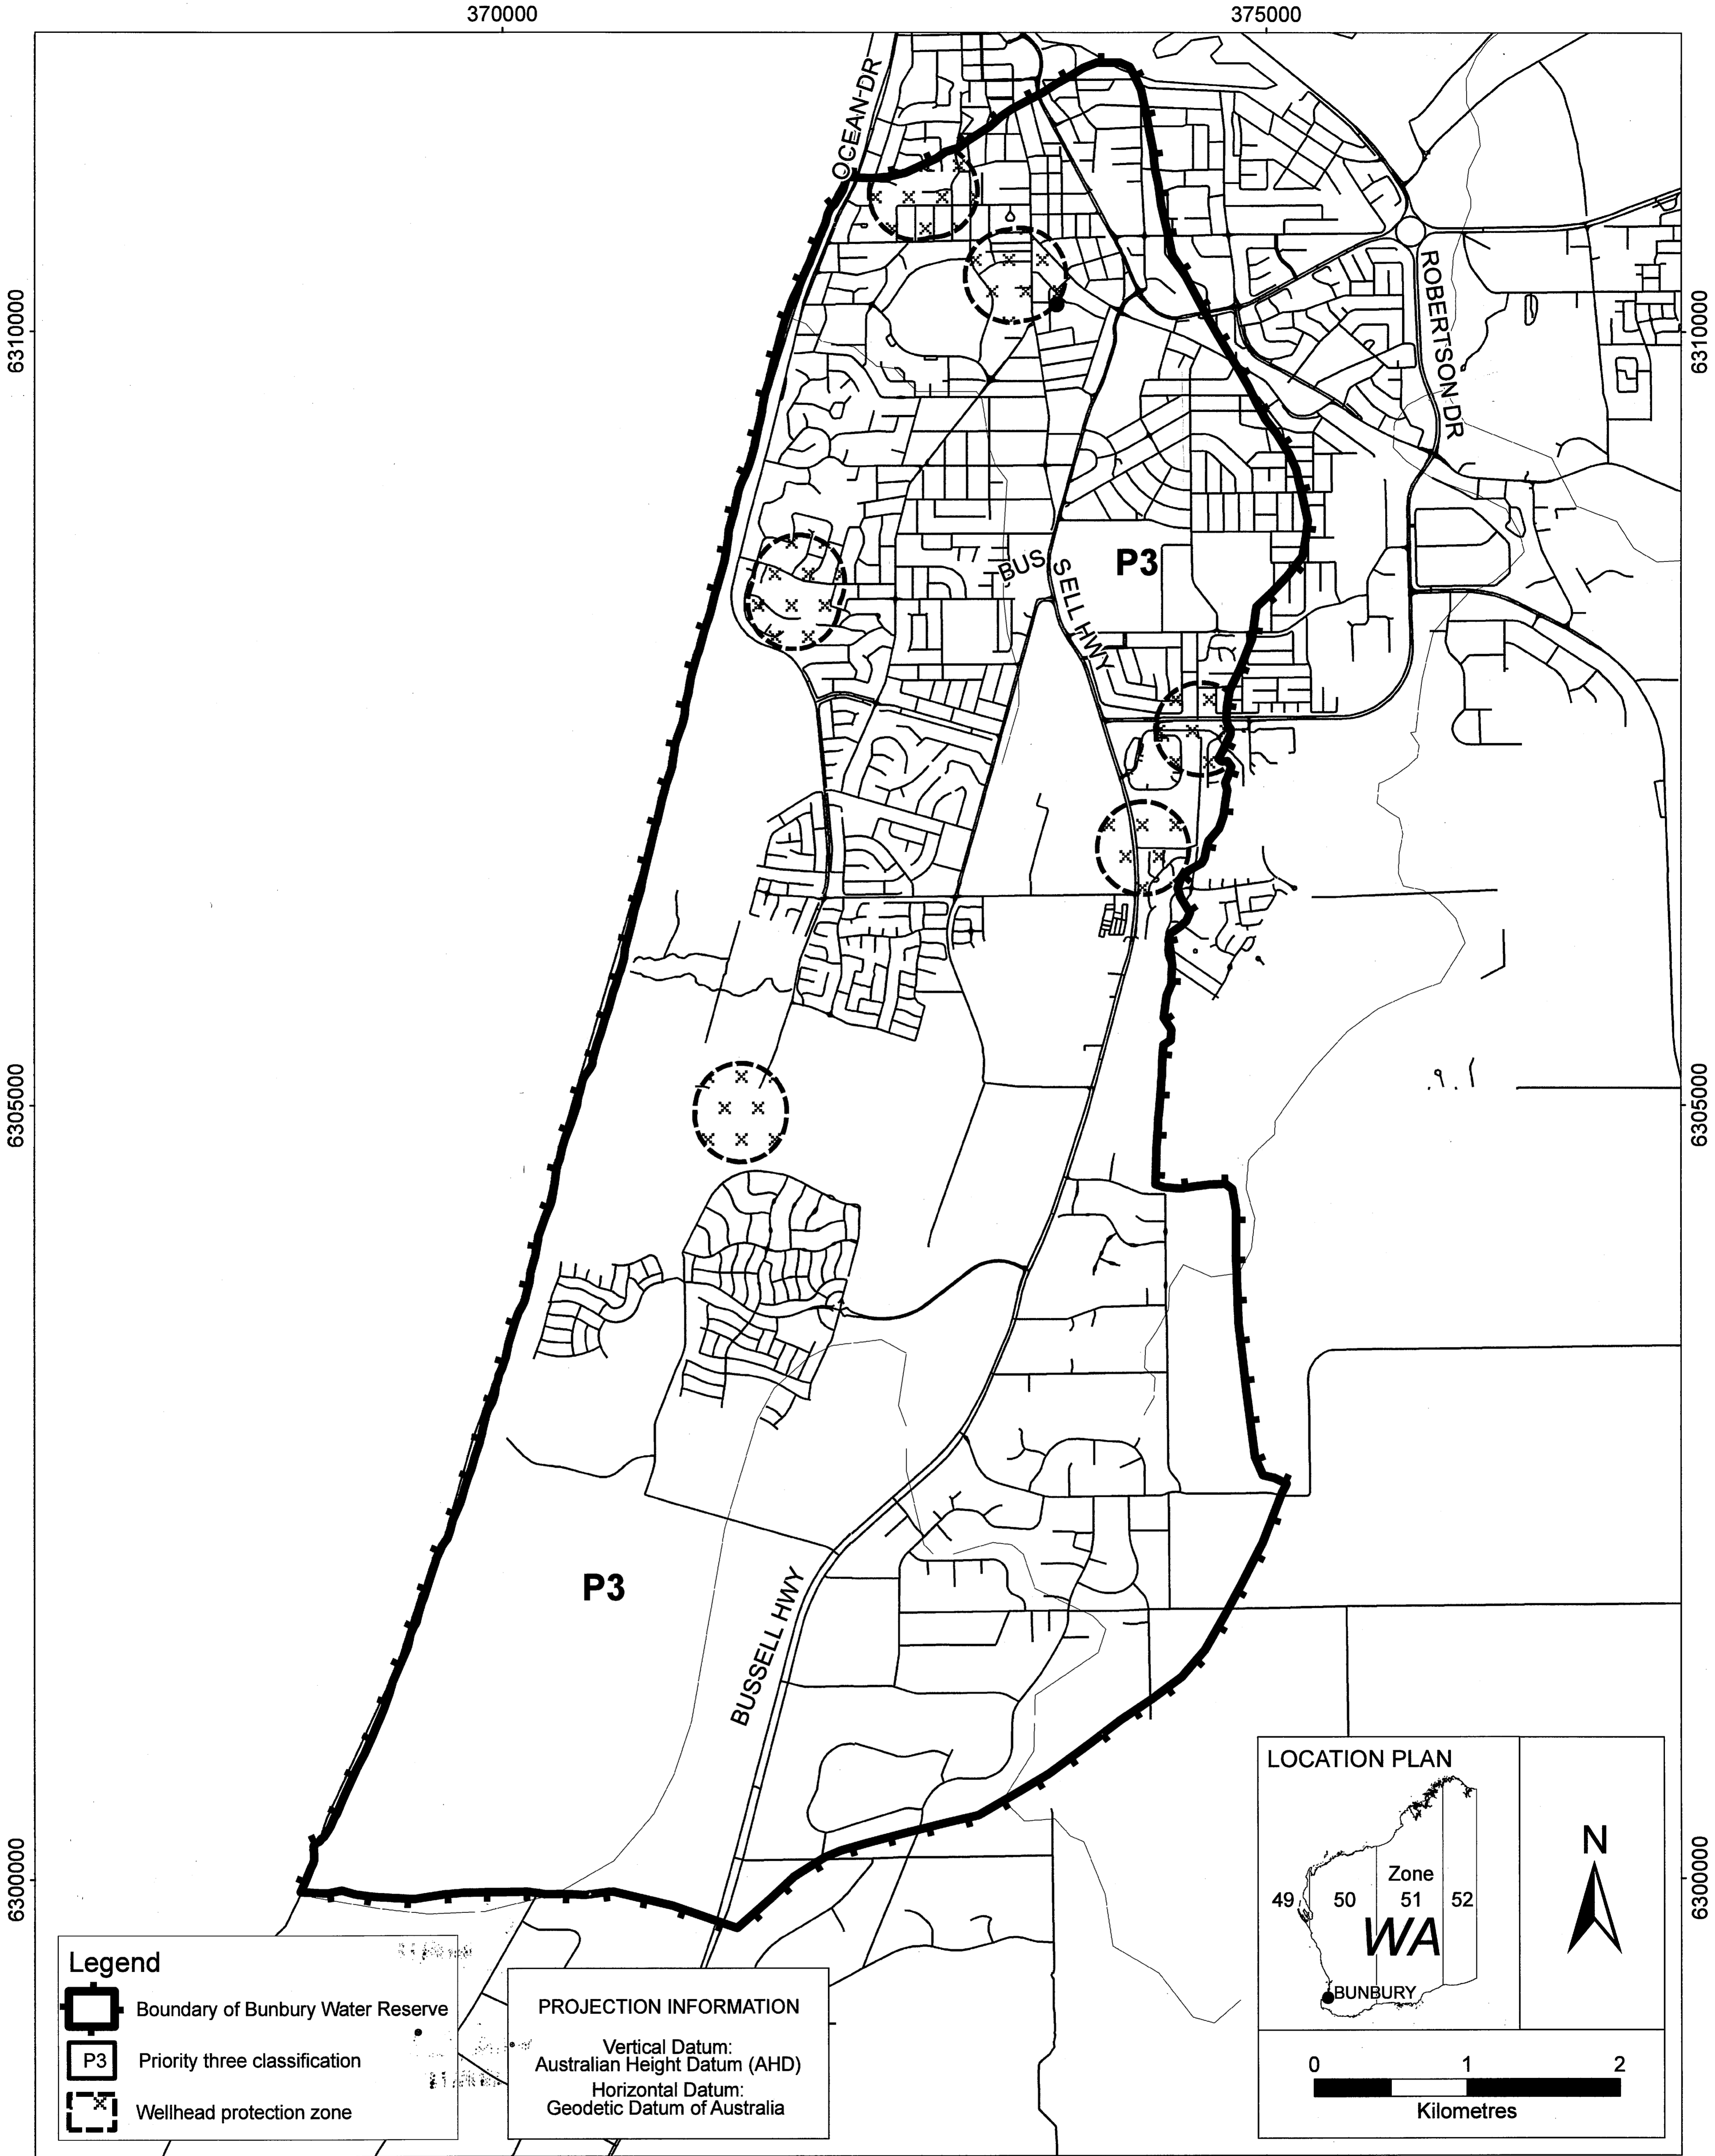 370000 375000
OCEAN DR
6310000
6310000
ROBERTSON DR
BUSSELL HWY
P3
6305000
6305000
P3
BUSSELL HWY
6300000
6300000
LOCATION PLAN
Zone
49 50 51 52
WA
BUNBURY
N
0 1 2
Kilometres
Legend
Boundary of Bunbury Water Reserve
P3 Priority three classification
Wellhead protection zone
PROJECTION INFORMATION
Vertical Datum:
Australian Height Datum (AHD)
Horizontal Datum:
Geodetic Datum of Australia